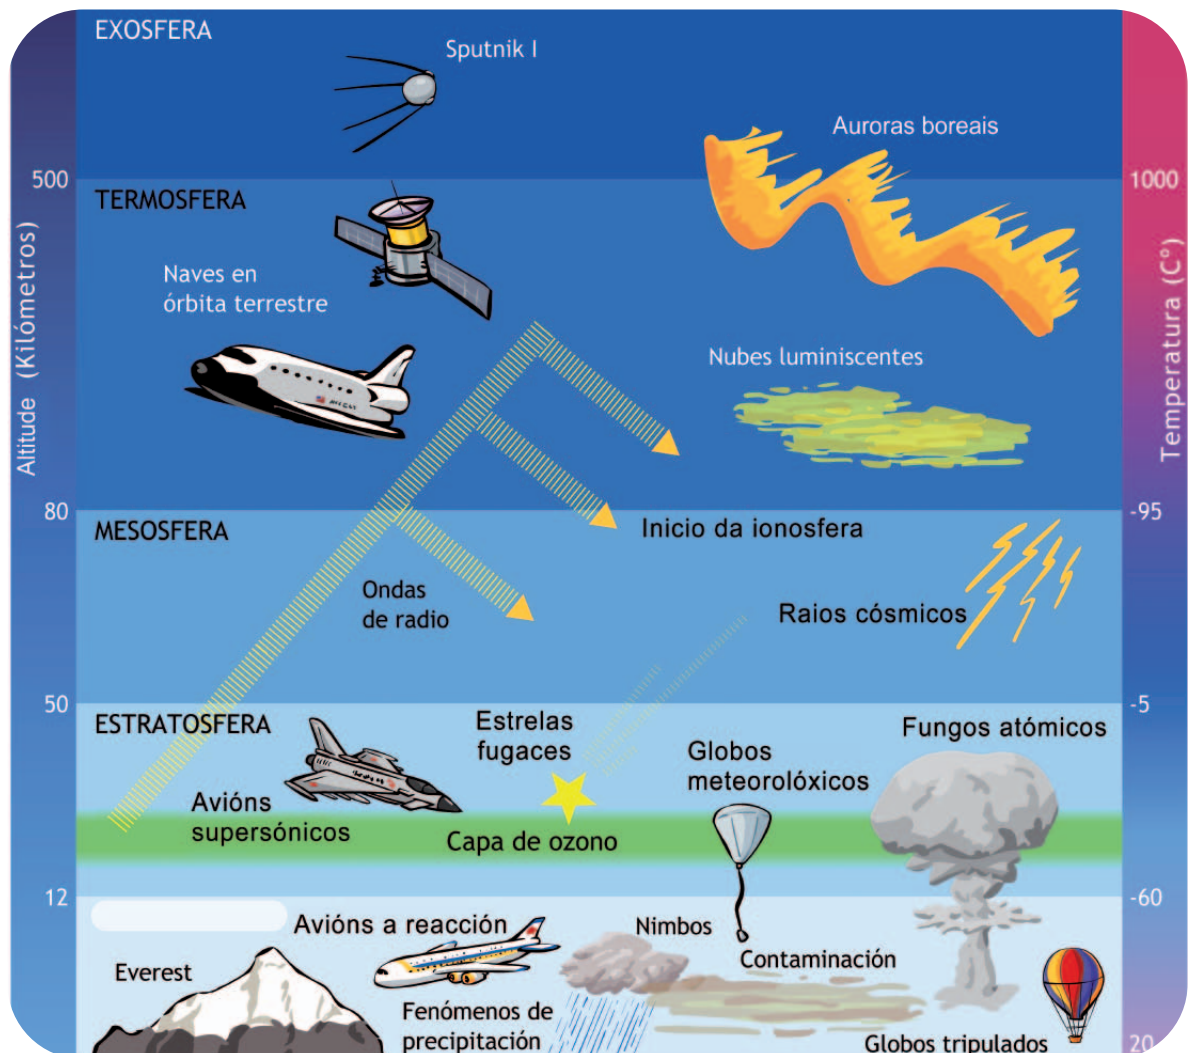 EXOSFERA
Sputnik I
Auroras boreais
500
1000
TERMOSFERA
Altitude (Kilómetros)
Temperatura (C°)
Naves en
órbita terrestre
Nubes luminiscentes
80
-95
MESOSFERA
Inicio da ionosfera
Ondas
de radio
Raios cósmicos
50
-5
ESTRATOSFERA
Estrelas
fugaces
Fungos atómicos
Globos
meteorolóxicos
Avións
supersónicos
Capa de ozono
12
-60
Avións a reacción
Nimbos
Everest
Contaminación
Fenómenos de
precipitación
Globos tripulados
20